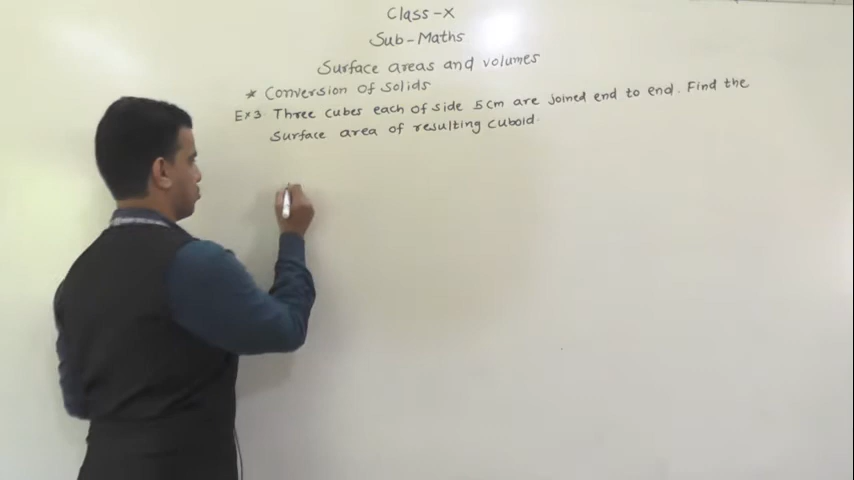 Class-X
Sub-Maths
Surface areas and volumes
* Conversion of Solids
Ex3. Three cubes each of side 5cm are joined end to end. Find the
Surface area of resulting cuboid.